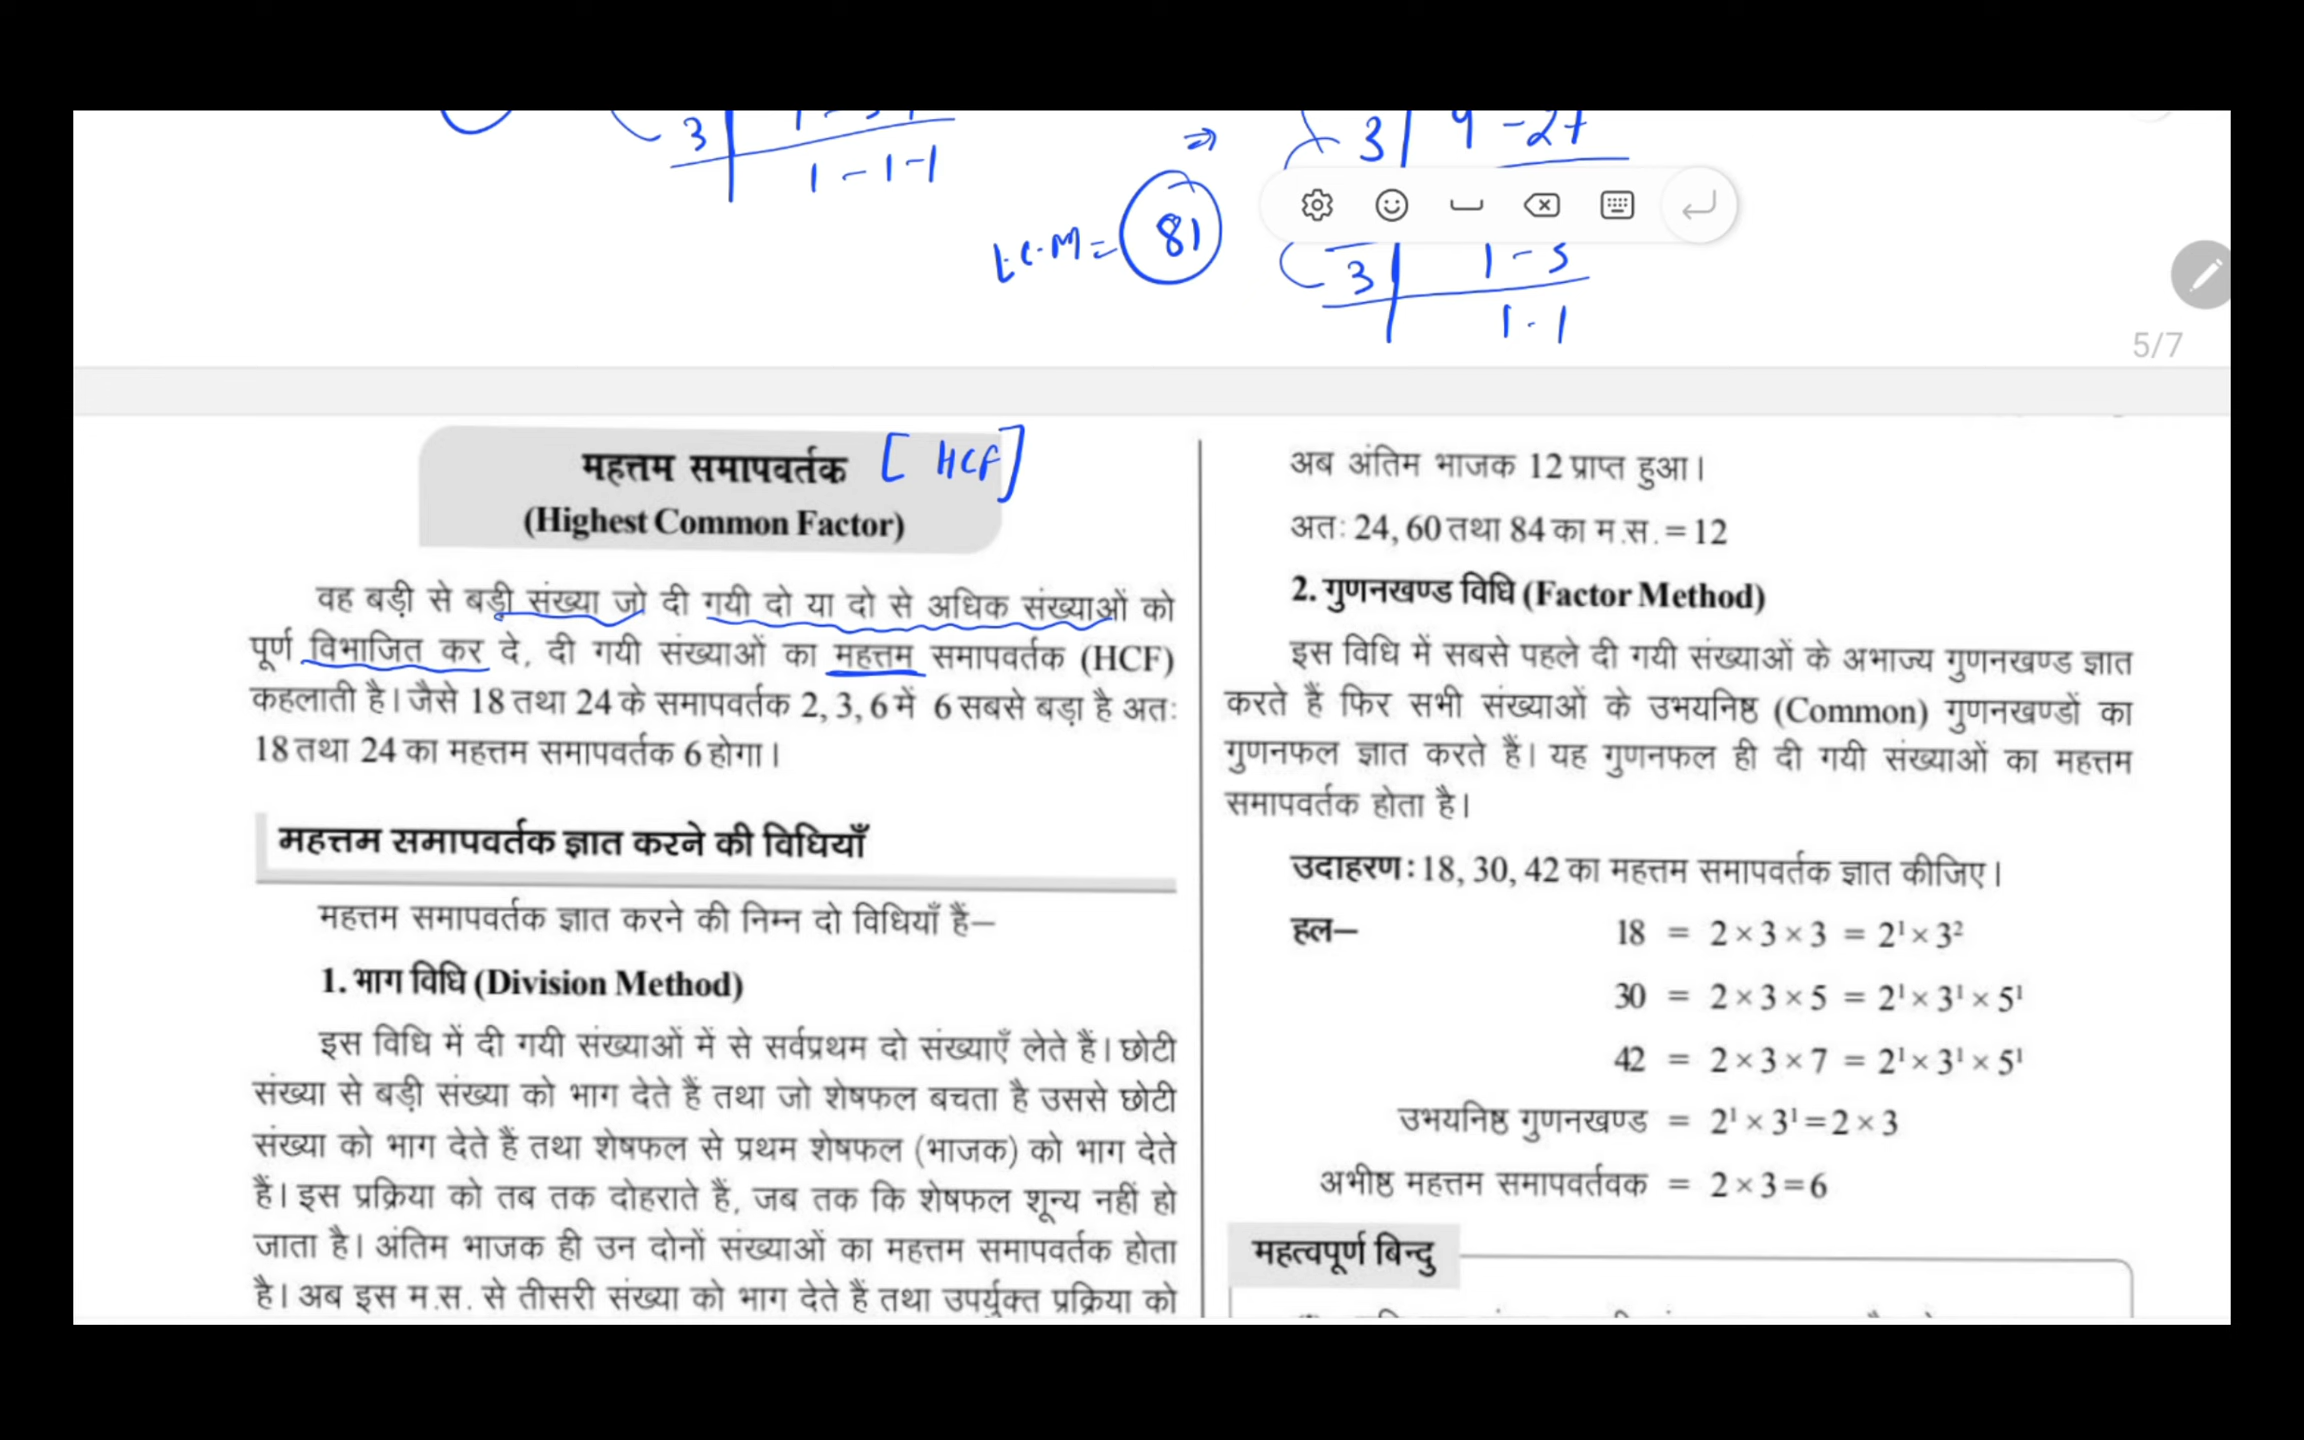 3
1-1-1
⇒
3 9-27
L.C.M = 81
3 1-3
1-1
5/7
महत्तम समापवर्तक [HCF]
(Highest Common Factor)
वह बड़ी से बड़ी संख्या जो दी गयी दो या दो से अधिक संख्याओं को
पूर्ण विभाजित कर दे, दी गयी संख्याओं का महत्तम समापवर्तक (HCF)
कहलाती है। जैसे 18 तथा 24 के समापवर्तक 2, 3, 6 में 6 सबसे बड़ा है अतः
18 तथा 24 का महत्तम समापवर्तक 6 होगा।
महत्तम समापवर्तक ज्ञात करने की विधियाँ
महत्तम समापवर्तक ज्ञात करने की निम्न दो विधियाँ हैं—
1. भाग विधि (Division Method)
इस विधि में दी गयी संख्याओं में से सर्वप्रथम दो संख्याएँ लेते हैं। छोटी
संख्या से बड़ी संख्या को भाग देते हैं तथा जो शेषफल बचता है उससे छोटी
संख्या को भाग देते हैं तथा शेषफल से प्रथम शेषफल (भाजक) को भाग देते
हैं। इस प्रक्रिया को तब तक दोहराते हैं, जब तक कि शेषफल शून्य नहीं हो
जाता है। अंतिम भाजक ही उन दोनों संख्याओं का महत्तम समापवर्तक होता
है। अब इस म.स. से तीसरी संख्या को भाग देते हैं तथा उपर्युक्त प्रक्रिया को
अब अंतिम भाजक 12 प्राप्त हुआ।
अतः 24, 60 तथा 84 का म.स. = 12
2. गुणनखण्ड विधि (Factor Method)
इस विधि में सबसे पहले दी गयी संख्याओं के अभाज्य गुणनखण्ड ज्ञात
करते हैं फिर सभी संख्याओं के उभयनिष्ठ (Common) गुणनखण्डों का
गुणनफल ज्ञात करते हैं। यह गुणनफल ही दी गयी संख्याओं का महत्तम
समापवर्तक होता है।
उदाहरण : 18, 30, 42 का महत्तम समापवर्तक ज्ञात कीजिए।
हल— 18 = 2 × 3 × 3 = 2¹ × 3²
30 = 2 × 3 × 5 = 2¹ × 3¹ × 5¹
42 = 2 × 3 × 7 = 2¹ × 3¹ × 5¹
उभयनिष्ठ गुणनखण्ड = 2¹ × 3¹ = 2 × 3
अभीष्ठ महत्तम समापवर्तवक = 2 × 3 = 6
महत्वपूर्ण बिन्दु